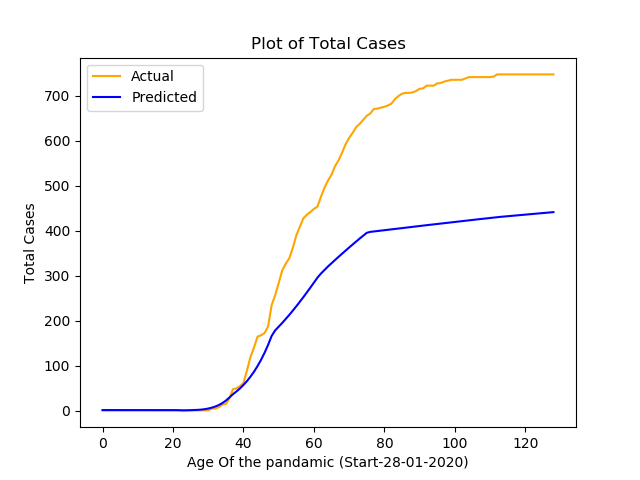 Plot of Total Cases
Actual
Predicted
Total Cases
700
600
500
400
300
200
100
0
0 20 40 60 80 100 120
Age Of the pandamic (Start-28-01-2020)